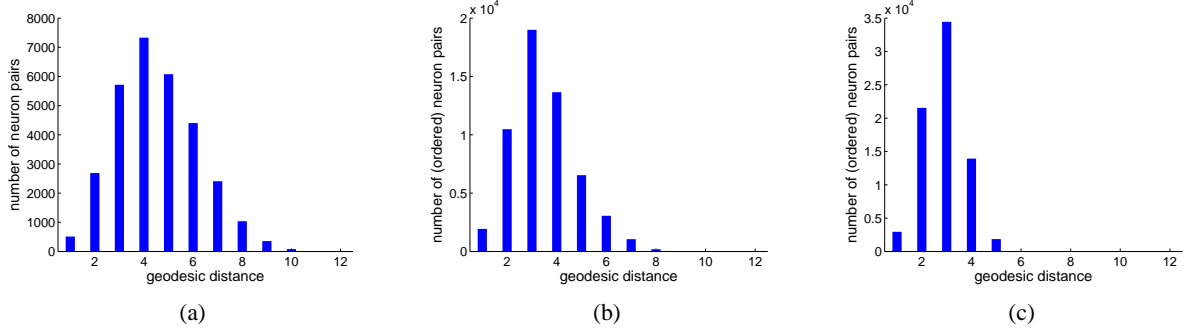 8000
7000
6000
5000
4000
3000
2000
1000
0
number of neuron pairs
2 4 6 8 10 12
geodesic distance
(a)
x 10^4
2
1.5
1
0.5
0
number of (ordered) neuron pairs
2 4 6 8 10 12
geodesic distance
(b)
x 10^4
3.5
3
2.5
2
1.5
1
0.5
0
number of (ordered) neuron pairs
2 4 6 8 10 12
geodesic distance
(c)